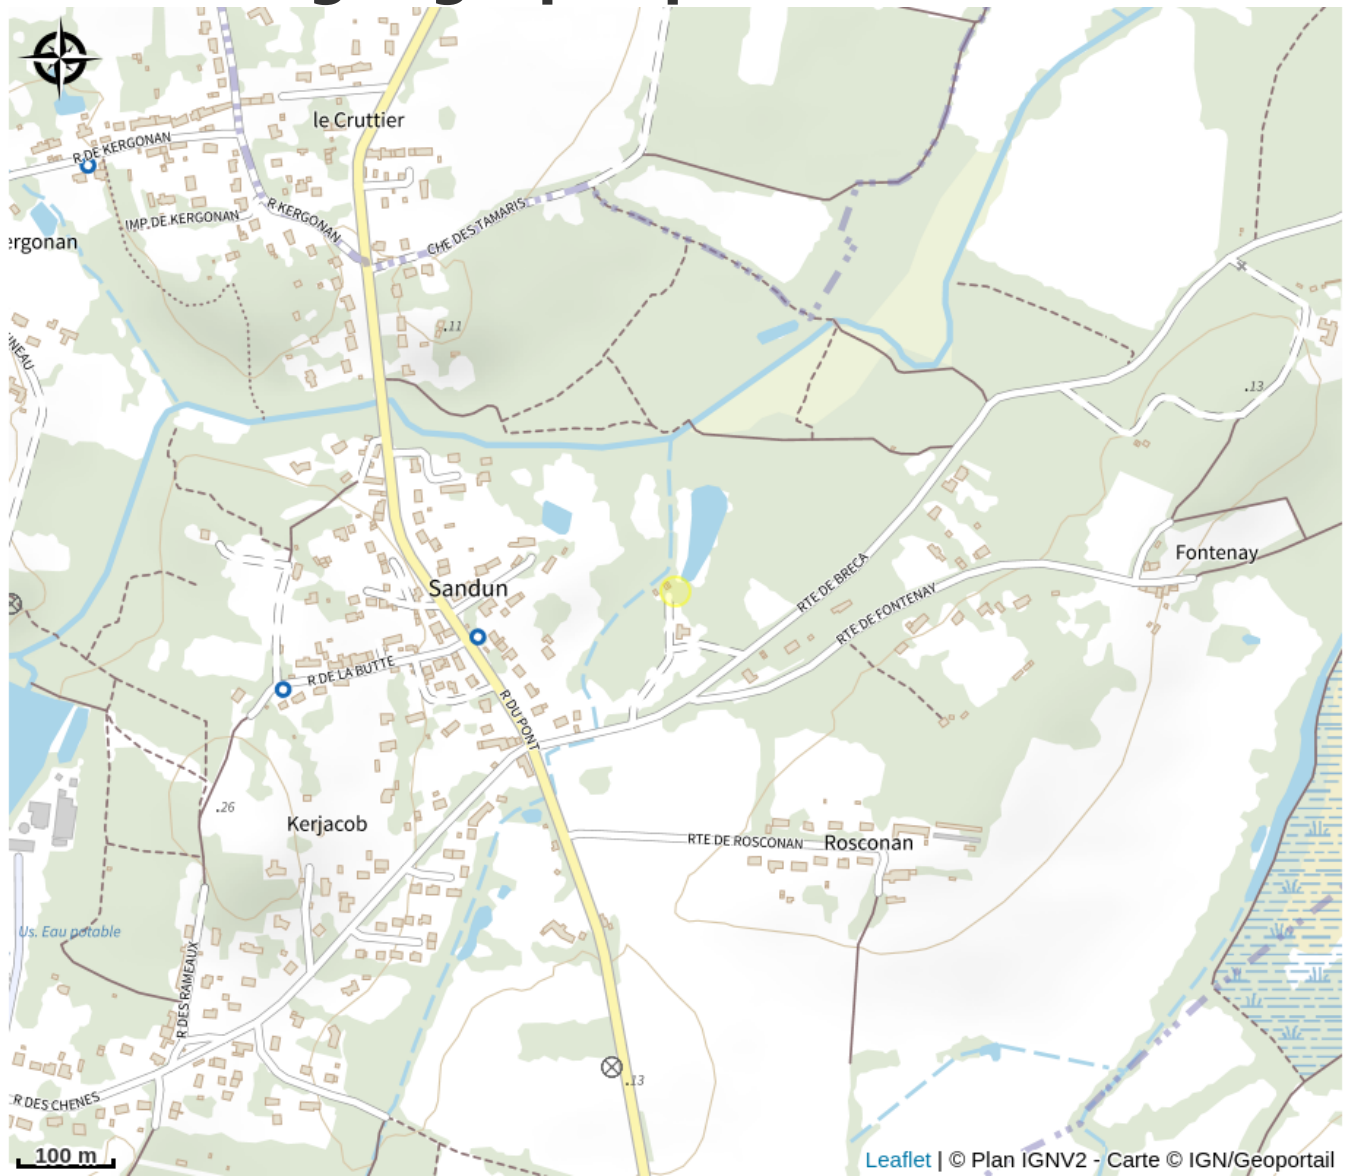 le Cruttier
R DE KERGONAN
IMP. DE KERGONAN
R KERGONAN
CHE DES TAMARIS
ergonan
.11
NEAU
.13
Fontenay
RTE DE BRECA
Sandun
RTE DE FONTENAY
R DE LA BUTTE
R DU PONT
.26
Kerjacob
RTE DE ROSCONAN
Rosconan
Us. Eau potable
R DES RAMEAUX
.13
R DES CHENES
100 m
Leaflet | © Plan IGNV2 - Carte © IGN/Geoportail